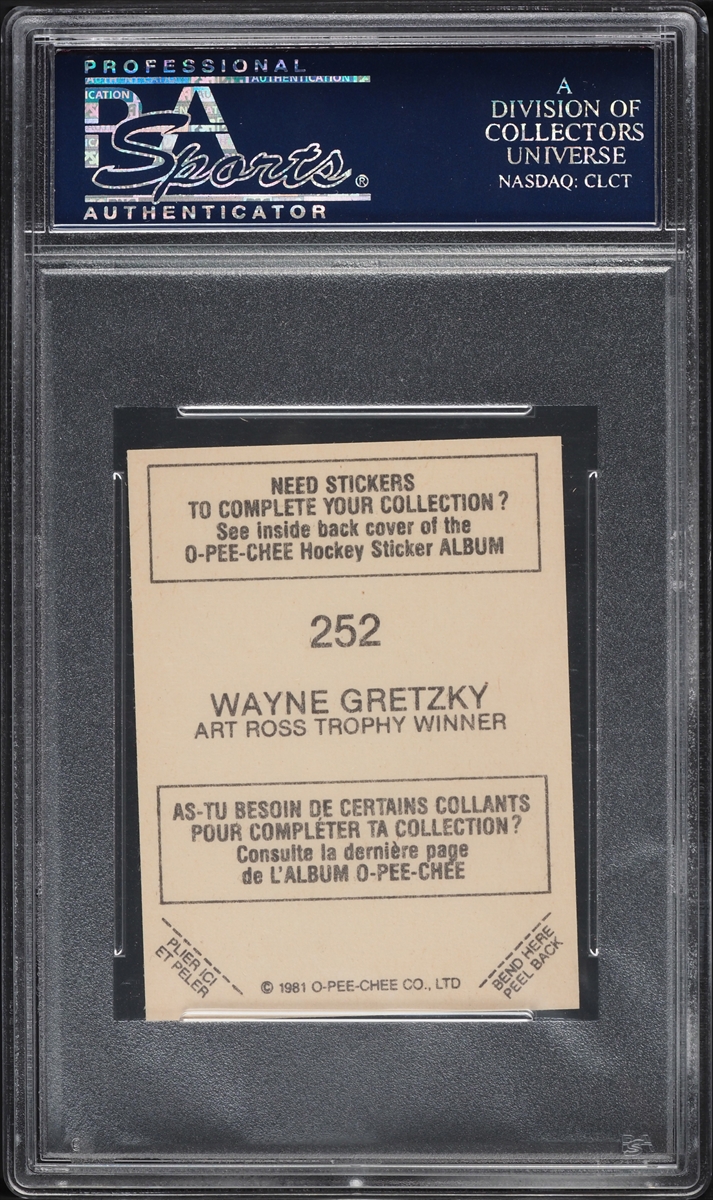 PROFESSIONAL
PSA
Sports®
AUTHENTICATOR
A
DIVISION OF
COLLECTORS
UNIVERSE
NASDAQ: CLCT
NEED STICKERS
TO COMPLETE YOUR COLLECTION ?
See inside back cover of the
O-PEE-CHEE Hockey Sticker ALBUM
252
WAYNE GRETZKY
ART ROSS TROPHY WINNER
AS-TU BESOIN DE CERTAINS COLLANTS
POUR COMPLÉTER TA COLLECTION ?
Consulte la dernière page
de L'ALBUM O-PEE-CHEE
PLIER ICI
ET PELER
© 1981 O-PEE-CHEE CO., LTD
BEND HERE
PEEL BACK